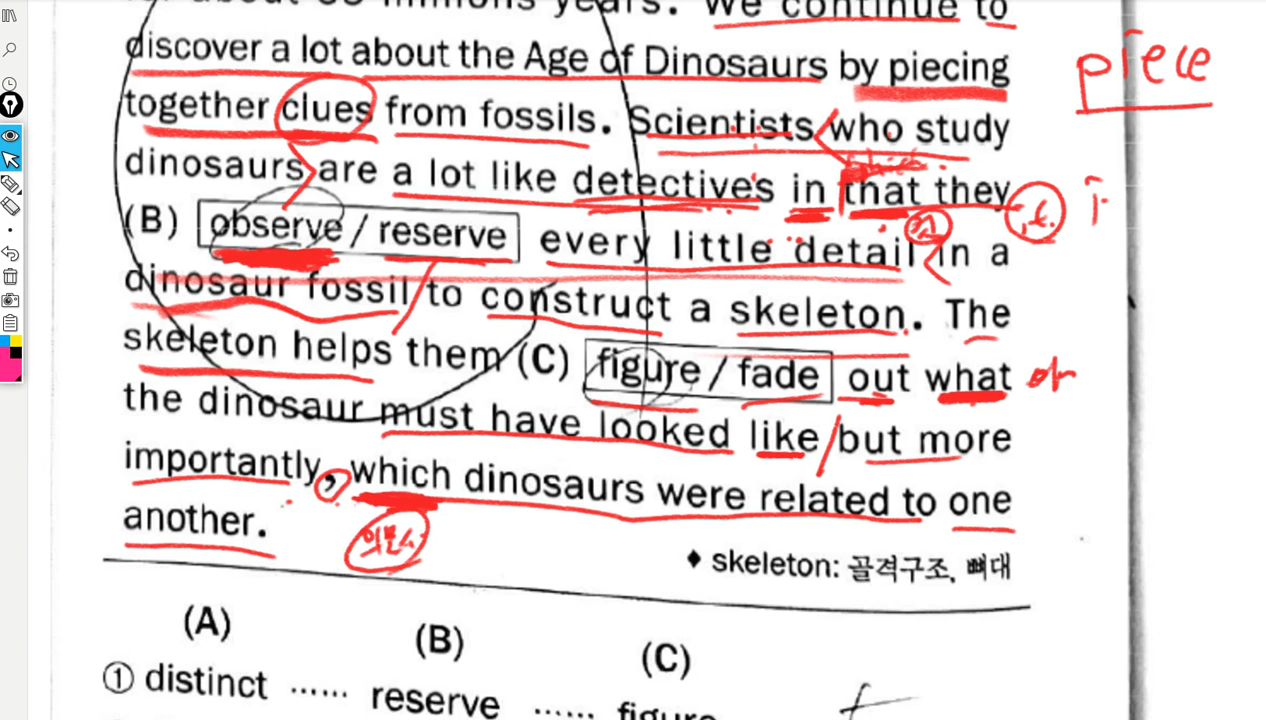 for about 35 millions years. We continue to
discover a lot about the Age of Dinosaurs by piecing
piece
together clues from fossils. Scientists who study
dinosaurs are a lot like detectives in that they
(B) observe / reserve every little detail in a
dinosaur fossil to construct a skeleton. The
skeleton helps them (C) figure / fade out what
the dinosaur must have looked like but more
importantly, which dinosaurs were related to one
another.
의문사
♦ skeleton: 골격구조, 뼈대
(A) (B) (C)
① distinct ······ reserve ······ figure